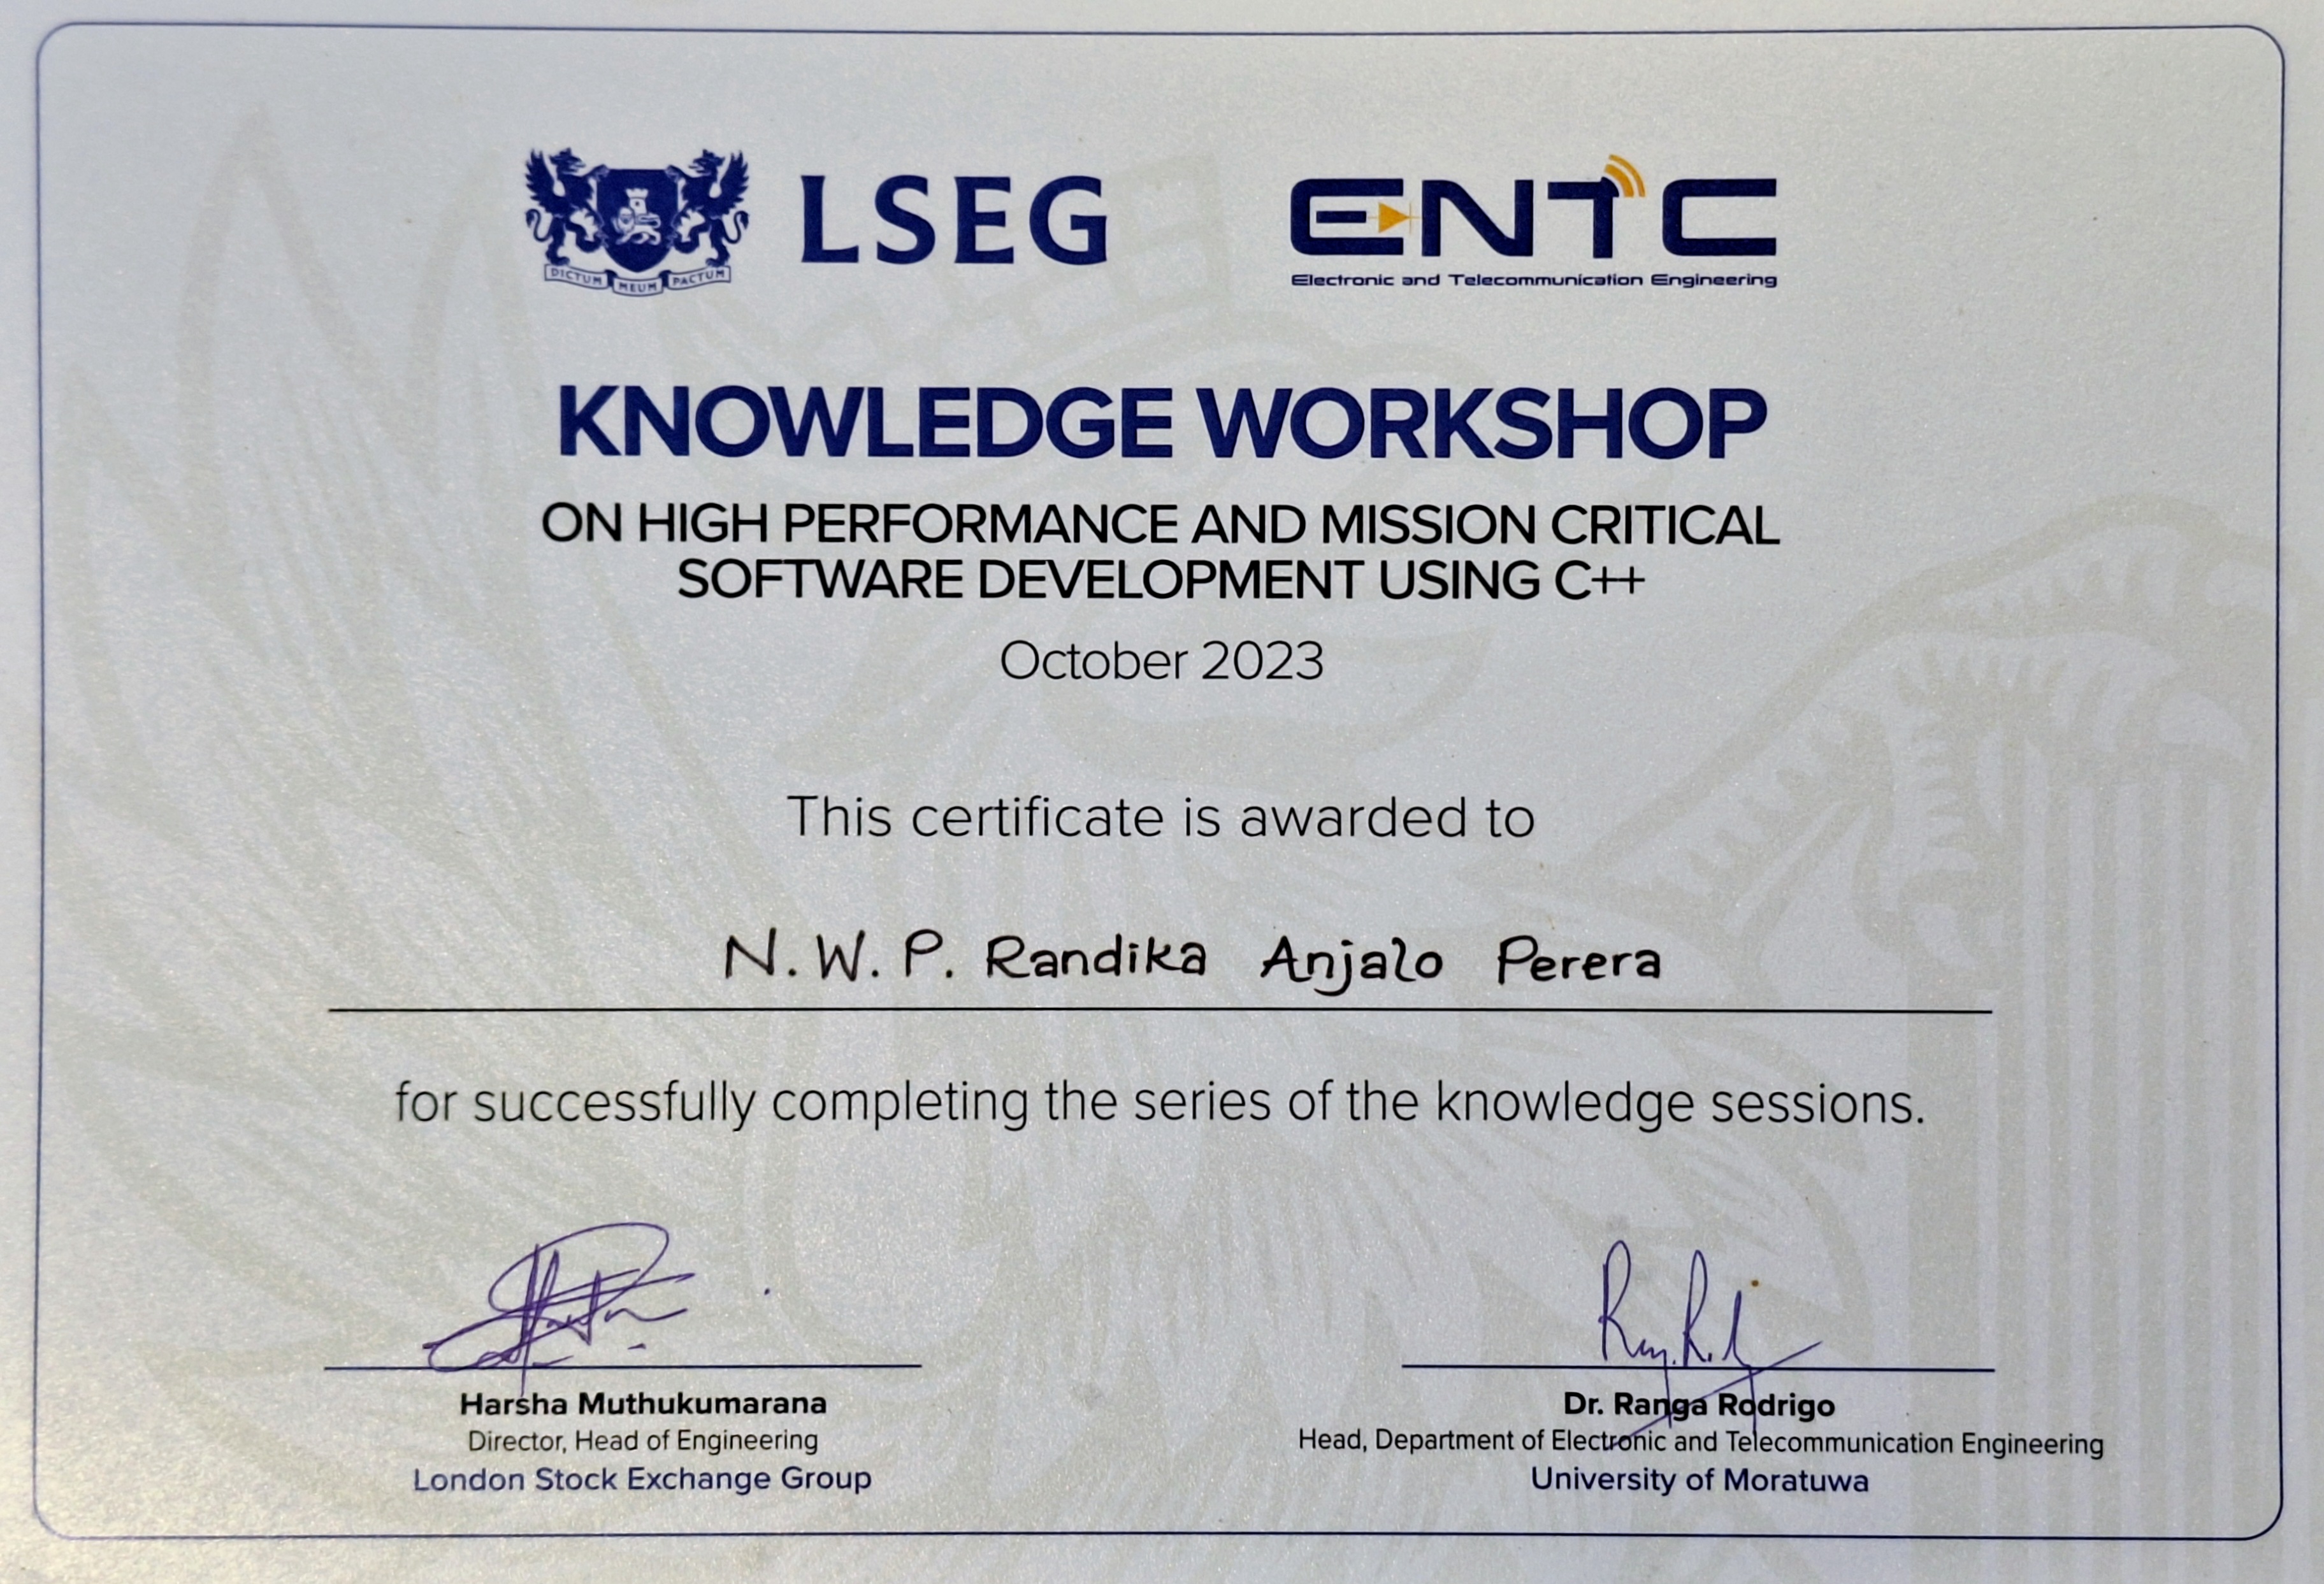 DICTUM MEUM PACTUM
LSEG
ENTC
Electronic and Telecommunication Engineering
KNOWLEDGE WORKSHOP
ON HIGH PERFORMANCE AND MISSION CRITICAL
SOFTWARE DEVELOPMENT USING C++
October 2023
This certificate is awarded to
N. W. P. Randika Anjalo Perera
for successfully completing the series of the knowledge sessions.
Harsha Muthukumarana
Director, Head of Engineering
London Stock Exchange Group
Dr. Ranga Rodrigo
Head, Department of Electronic and Telecommunication Engineering
University of Moratuwa